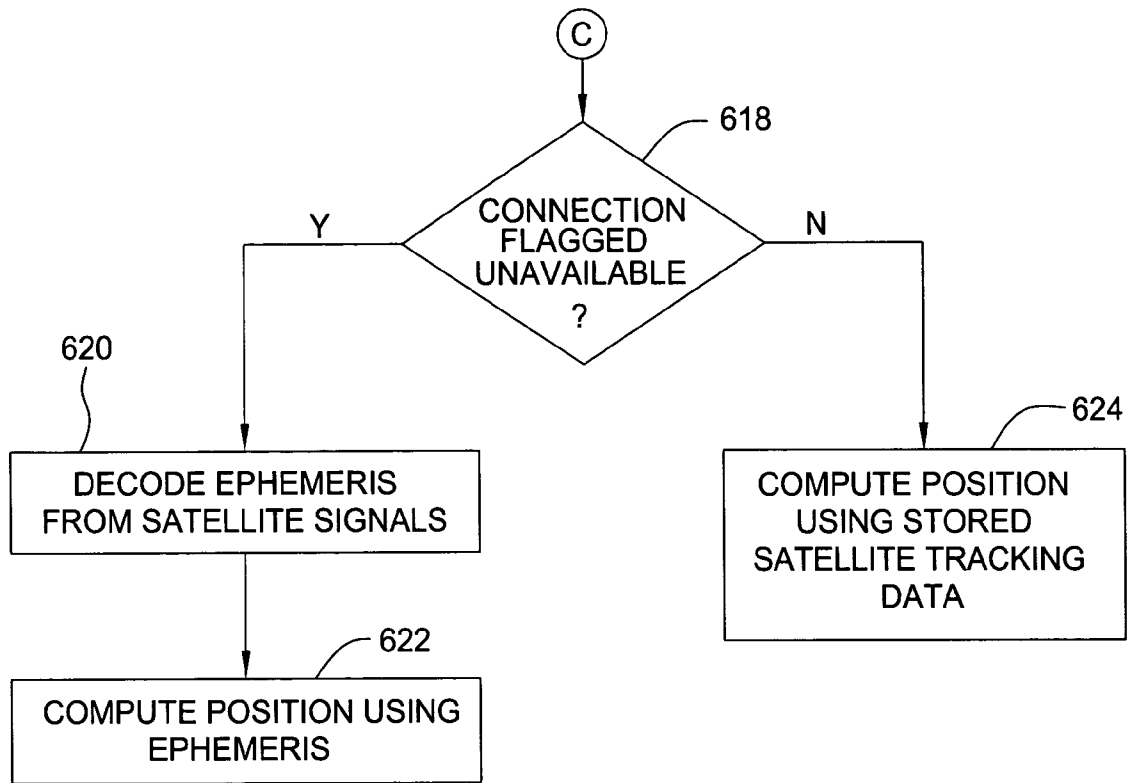 C
618
CONNECTION
FLAGGED
UNAVAILABLE
?
Y
N
620
DECODE EPHEMERIS
FROM SATELLITE SIGNALS
624
COMPUTE POSITION
USING STORED
SATELLITE TRACKING
DATA
622
COMPUTE POSITION USING
EPHEMERIS